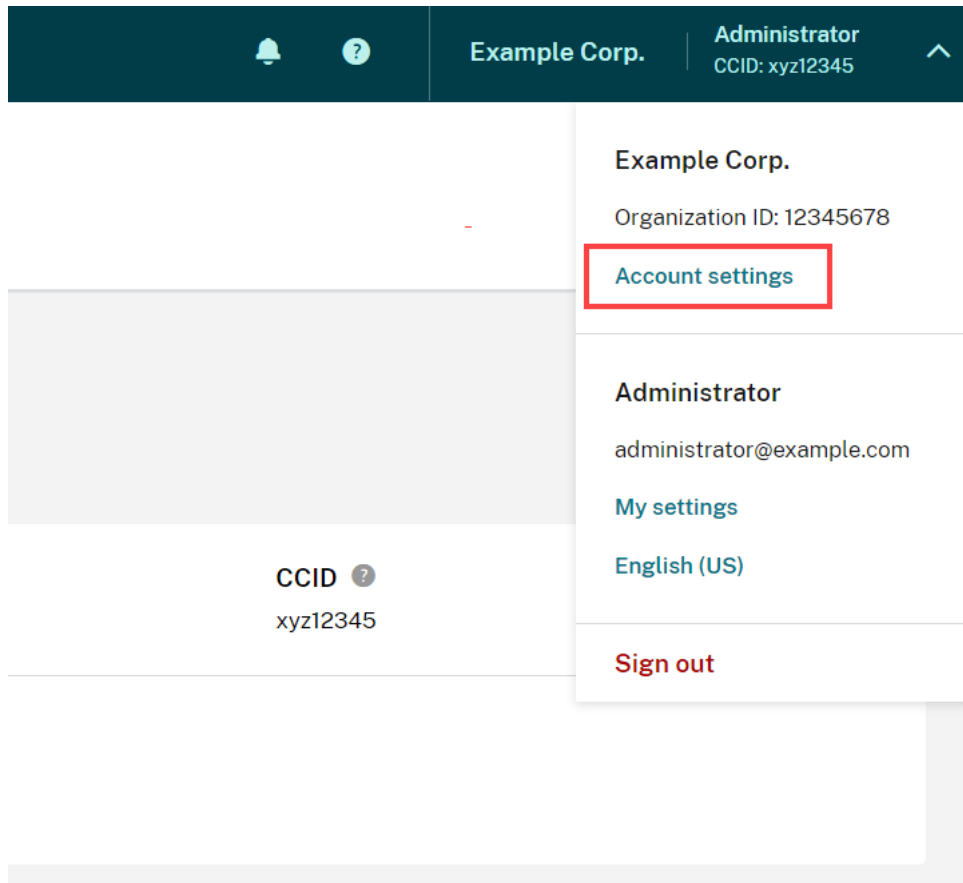 Example Corp.
Administrator
CCID: xyz12345
Example Corp.
Organization ID: 12345678
Account settings
Administrator
administrator@example.com
My settings
English (US)
CCID ?
xyz12345
Sign out